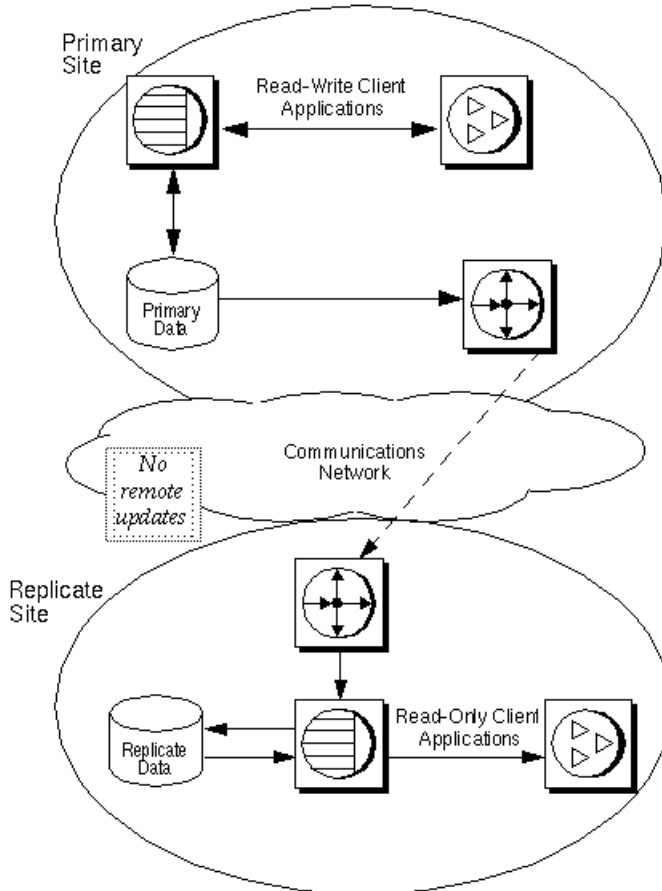 Primary
Site
Read-Write Client
Applications
Primary
Data
Communications
Network
No
remote
updates
Replicate
Site
Replicate
Data
Read-Only Client
Applications